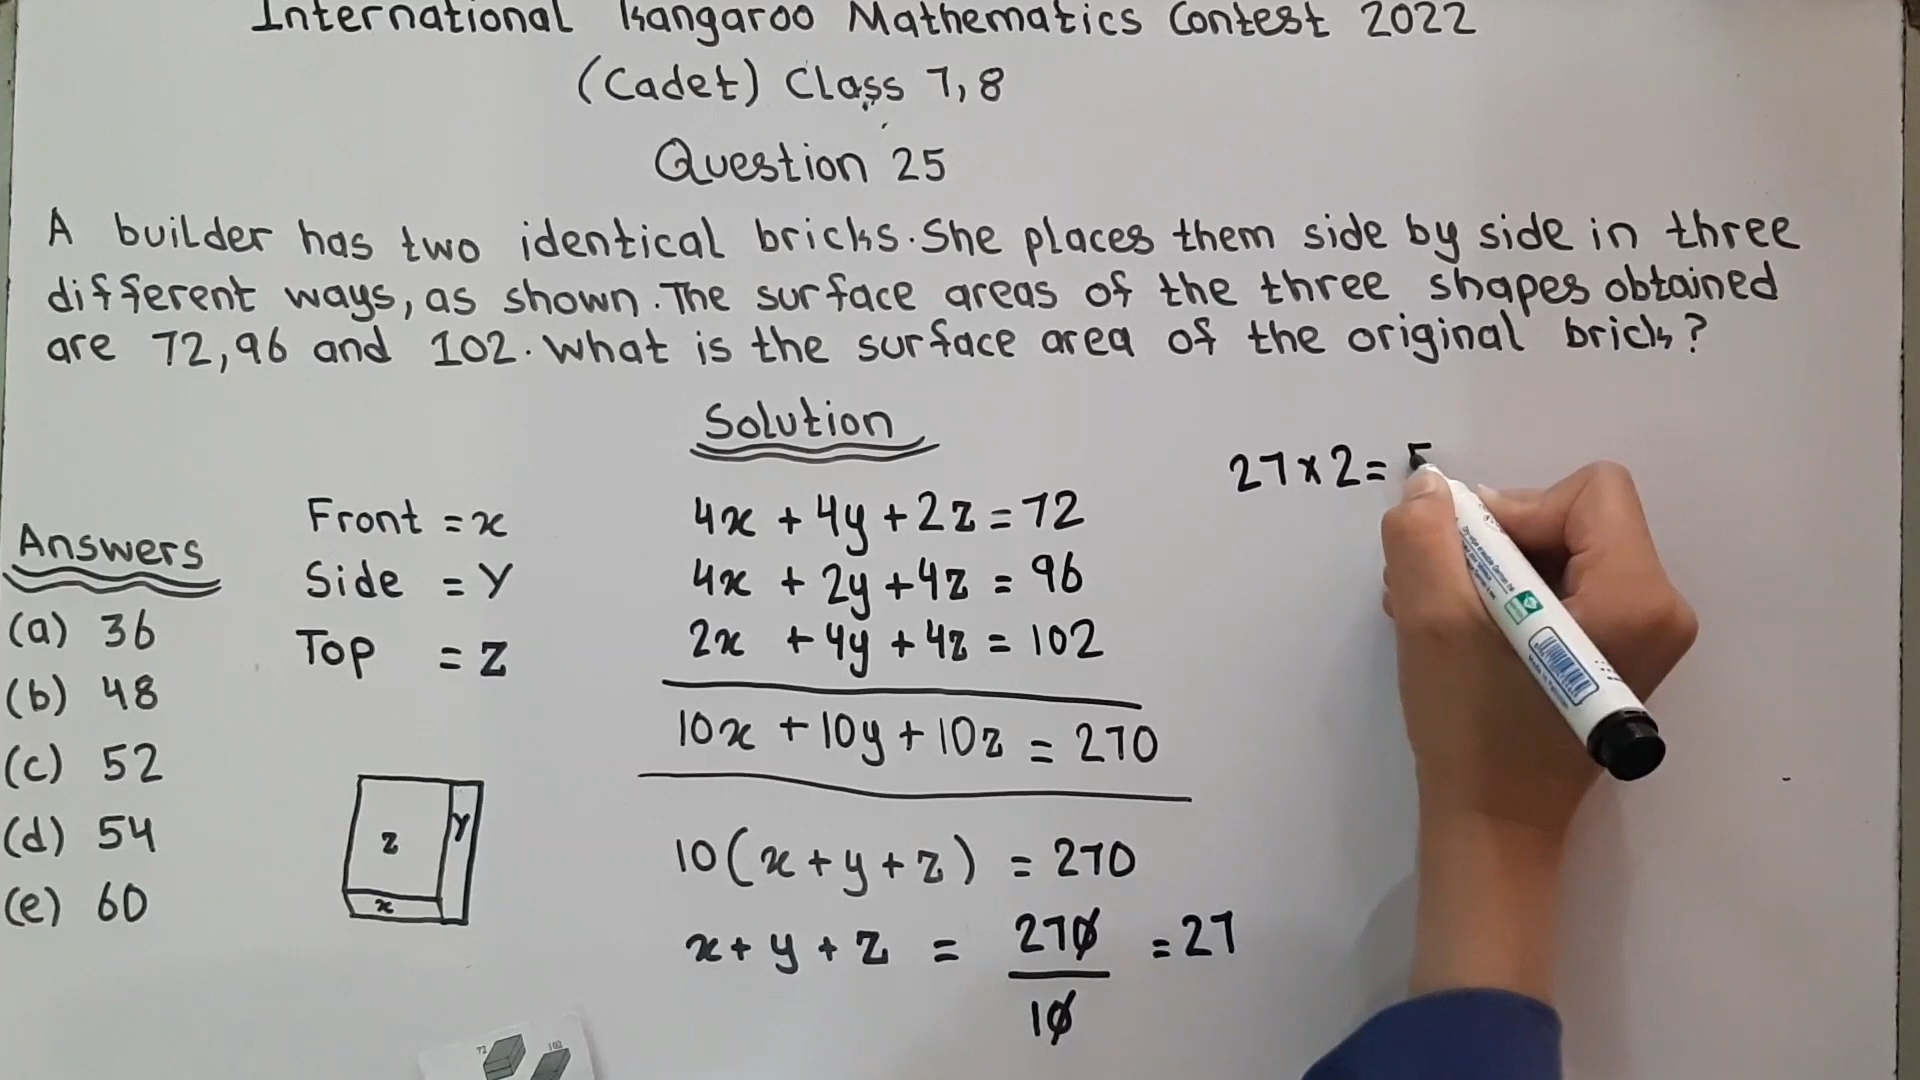 International Kangaroo Mathematics Contest 2022
(Cadet) Class 7,8
Question 25
A builder has two identical bricks. She places them side by side in three
different ways, as shown. The surface areas of the three shapes obtained
are 72,96 and 102. What is the surface area of the original brick?
Solution
Answers
(a) 36
(b) 48
(c) 52
(d) 54
(e) 60
Front = x
Side = Y
Top = Z
z
Y
x
4x + 4y + 2z = 72
4x + 2y + 4z = 96
2x + 4y + 4z = 102
10x + 10y + 10z = 270
10(x + y + z) = 270
x + y + z = 270 = 27
10
27 x 2 = 5
72
102